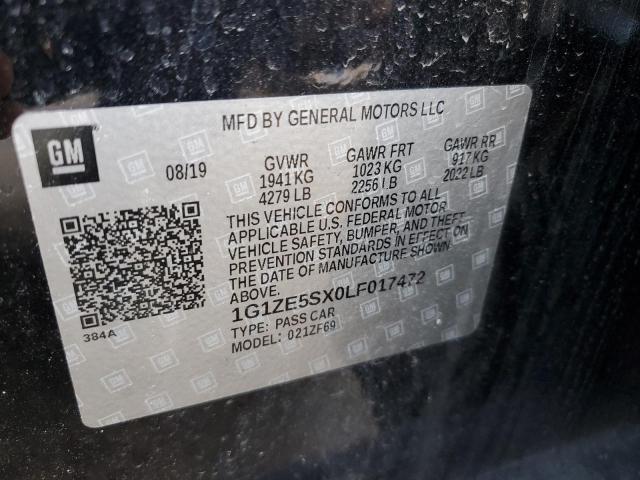 MFD BY GENERAL MOTORS LLC
GM
08/19
GVWR
1941 KG
4279 LB
GAWR FRT
1023 KG
2256 LB
GAWR RR
917 KG
2022 LB
THIS VEHICLE CONFORMS TO ALL
APPLICABLE U.S. FEDERAL MOTOR
VEHICLE SAFETY, BUMPER, AND THEFT
PREVENTION STANDARDS IN EFFECT ON
THE DATE OF MANUFACTURE SHOWN
ABOVE.
1G1ZE5SX0LF017472
TYPE: PASS CAR
MODEL: 021ZF69
384A